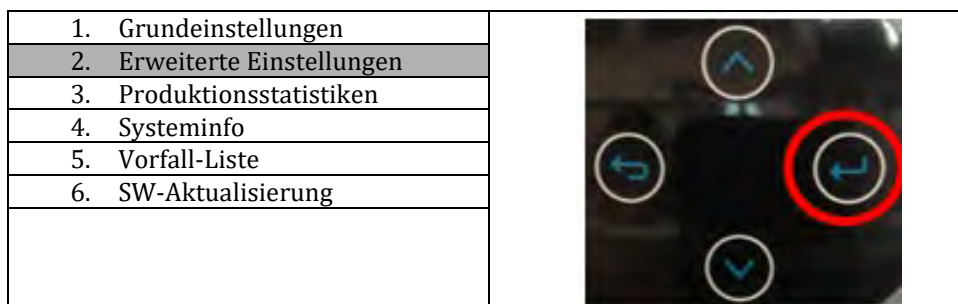 1. Grundeinstellungen
2. Erweiterte Einstellungen
3. Produktionsstatistiken
4. Systeminfo
5. Vorfall-Liste
6. SW-Aktualisierung